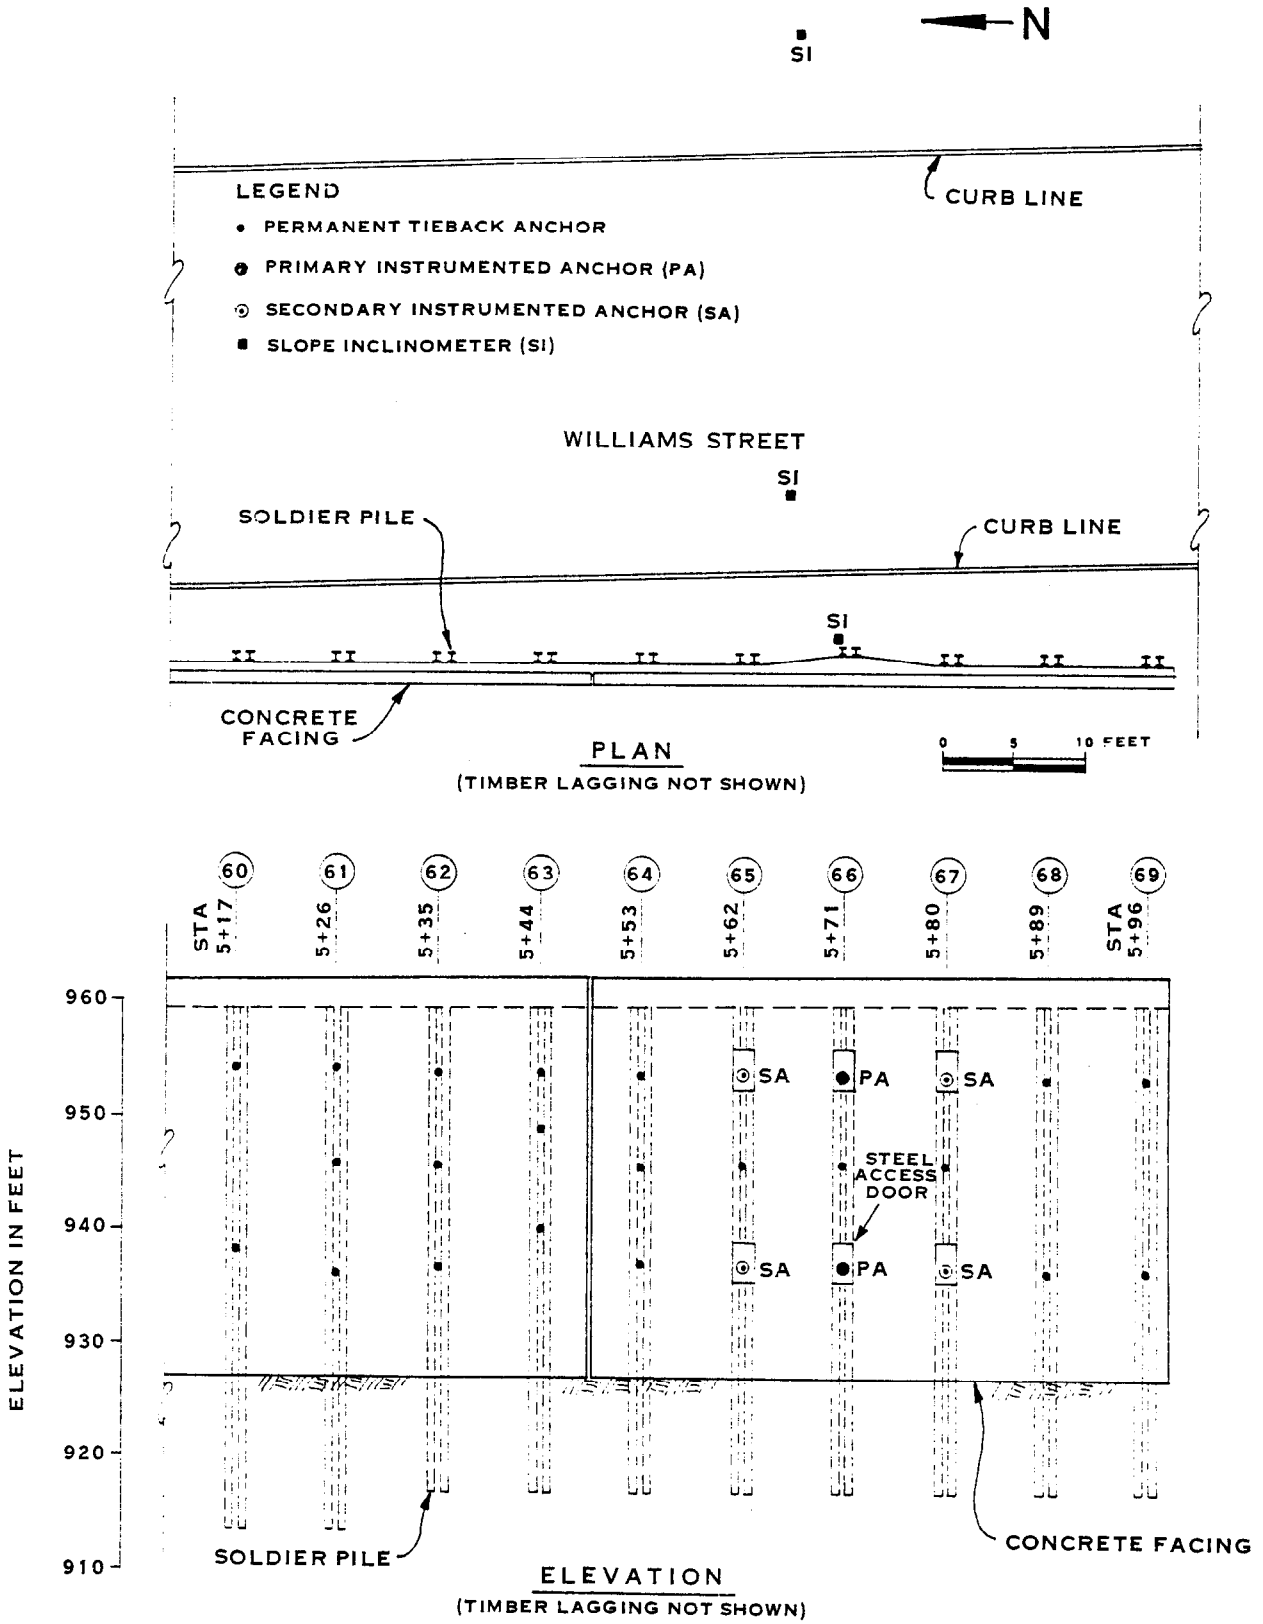 N
SI
CURB LINE
LEGEND
PERMANENT TIEBACK ANCHOR
PRIMARY INSTRUMENTED ANCHOR (PA)
SECONDARY INSTRUMENTED ANCHOR (SA)
SLOPE INCLINOMETER (SI)
WILLIAMS STREET
SI
SOLDIER PILE
CURB LINE
SI
CONCRETE
FACING
PLAN
(TIMBER LAGGING NOT SHOWN)
0 5 10 FEET
60 61 62 63 64 65 66 67 68 69
STA 5+17
5+26
5+35
5+44
5+53
5+62
5+71
5+80
5+89
STA 5+96
ELEVATION IN FEET
960
950
940
930
920
910
SA PA SA
STEEL
ACCESS
DOOR
SA PA SA
SOLDIER PILE
CONCRETE FACING
ELEVATION
(TIMBER LAGGING NOT SHOWN)